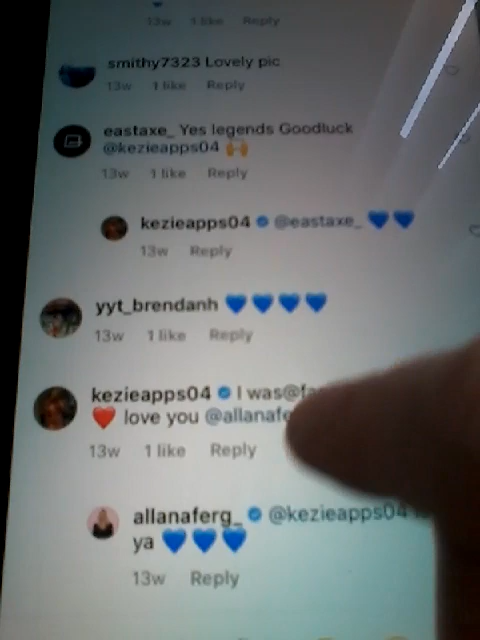 13w 1 like Reply
smithy7323 Lovely pic
13w 1 like Reply
eastaxe_ Yes legends Goodluck
@kezieapps04 🙌
13w 1 like Reply
kezieapps04 @eastaxe_ 💙💙
13w Reply
yyt_brendanh 💙💙💙💙
13w 1 like Reply
kezieapps04 I was
❤️ love you
13w 1 like Reply
allanaferg_ @kezieapps04
ya 💙💙💙
13w Reply